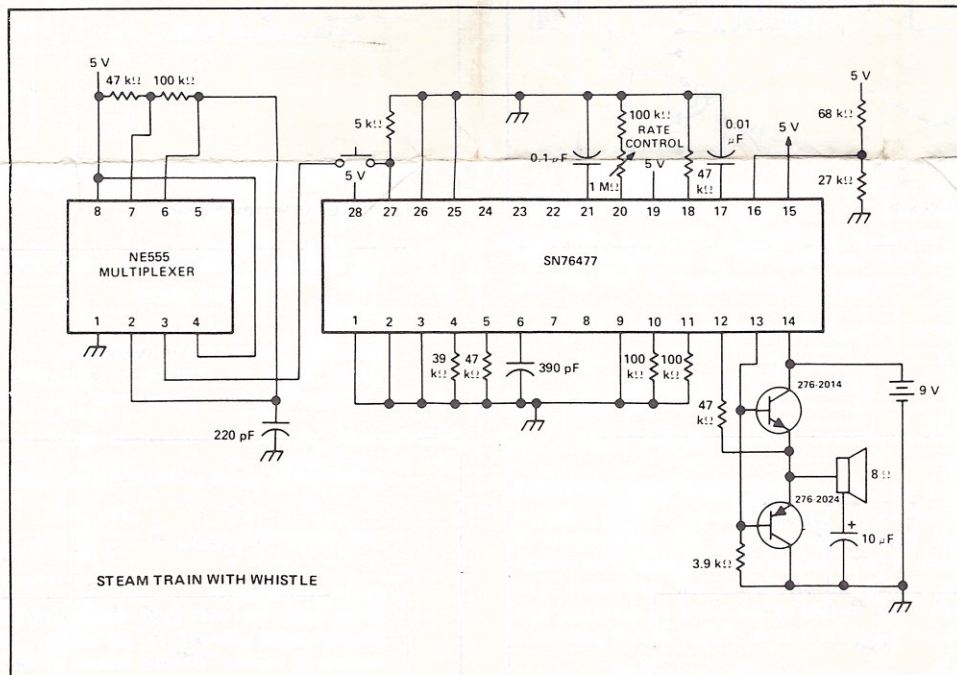 5 V
47 kΩ 100 kΩ
5 kΩ
5 V
100 kΩ
RATE
CONTROL
0.1 µF
1 MΩ
5 V
47
kΩ
0.01
µF
5 V
5 V
68 kΩ
27 kΩ
8 7 6 5
NE555
MULTIPLEXER
1 2 3 4
28 27 26 25 24 23 22 21 20 19 18 17 16 15
SN76477
1 2 3 4 5 6 7 8 9 10 11 12 13 14
39
kΩ
47
kΩ
390 pF
100
kΩ
100
kΩ
47
kΩ
276-2014
9 V
220 pF
8 Ω
276-2024
+
10 µF
3.9 kΩ
STEAM TRAIN WITH WHISTLE